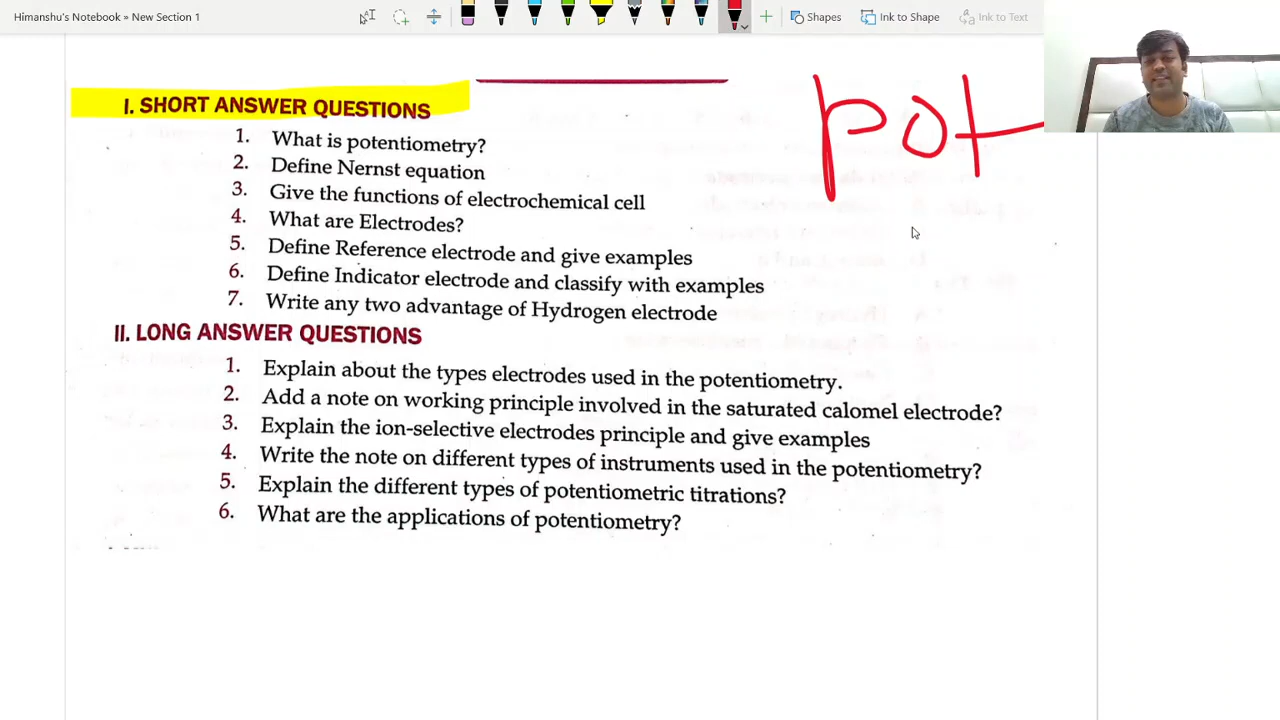 Himanshu's Notebook » New Section 1
Shapes
Ink to Shape
Ink to Text
pot
I. SHORT ANSWER QUESTIONS
1. What is potentiometry?
2. Define Nernst equation
3. Give the functions of electrochemical cell
4. What are Electrodes?
5. Define Reference electrode and give examples
6. Define Indicator electrode and classify with examples
7. Write any two advantage of Hydrogen electrode
II. LONG ANSWER QUESTIONS
1. Explain about the types electrodes used in the potentiometry.
2. Add a note on working principle involved in the saturated calomel electrode?
3. Explain the ion-selective electrodes principle and give examples
4. Write the note on different types of instruments used in the potentiometry?
5. Explain the different types of potentiometric titrations?
6. What are the applications of potentiometry?